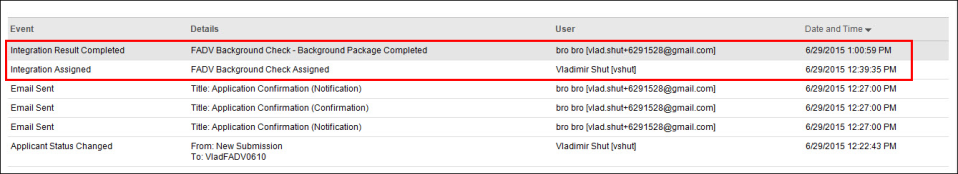 Event Details User Date and Time
Integration Result Completed FADV Background Check - Background Package Completed bro bro [vlad.shut+6291528@gmail.com] 6/29/2015 1:00:59 PM
Integration Assigned FADV Background Check Assigned Vladimir Shut [vshut] 6/29/2015 12:39:35 PM
Email Sent Title: Application Confirmation (Notification) bro bro [vlad.shut+6291528@gmail.com] 6/29/2015 12:27:00 PM
Email Sent Title: Application Confirmation (Confirmation) bro bro [vlad.shut+6291528@gmail.com] 6/29/2015 12:27:00 PM
Email Sent Title: Application Confirmation (Notification) bro bro [vlad.shut+6291528@gmail.com] 6/29/2015 12:27:00 PM
Applicant Status Changed From: New Submission Vladimir Shut [vshut] 6/29/2015 12:22:43 PM
To: VladFADV0610